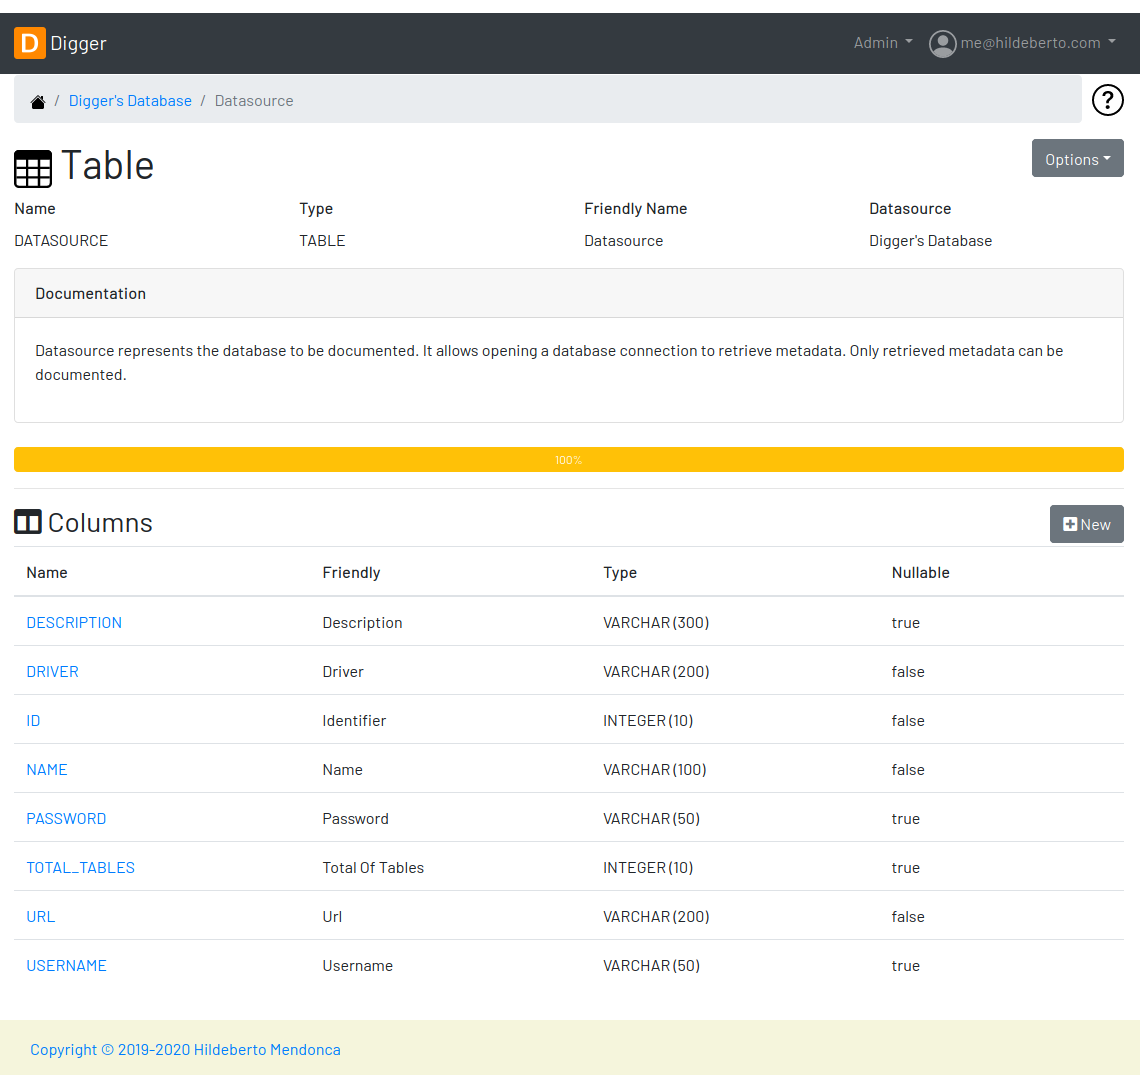 D Digger Admin me@hildeberto.com
/ Digger's Database / Datasource ?
Table Options
Name Type Friendly Name Datasource
DATASOURCE TABLE Datasource Digger's Database
Documentation
Datasource represents the database to be documented. It allows opening a database connection to retrieve metadata. Only retrieved metadata can be
documented.
100%
Columns New
Name Friendly Type Nullable
DESCRIPTION Description VARCHAR (300) true
DRIVER Driver VARCHAR (200) false
ID Identifier INTEGER (10) false
NAME Name VARCHAR (100) false
PASSWORD Password VARCHAR (50) true
TOTAL_TABLES Total Of Tables INTEGER (10) true
URL Url VARCHAR (200) false
USERNAME Username VARCHAR (50) true
Copyright © 2019-2020 Hildeberto Mendonca